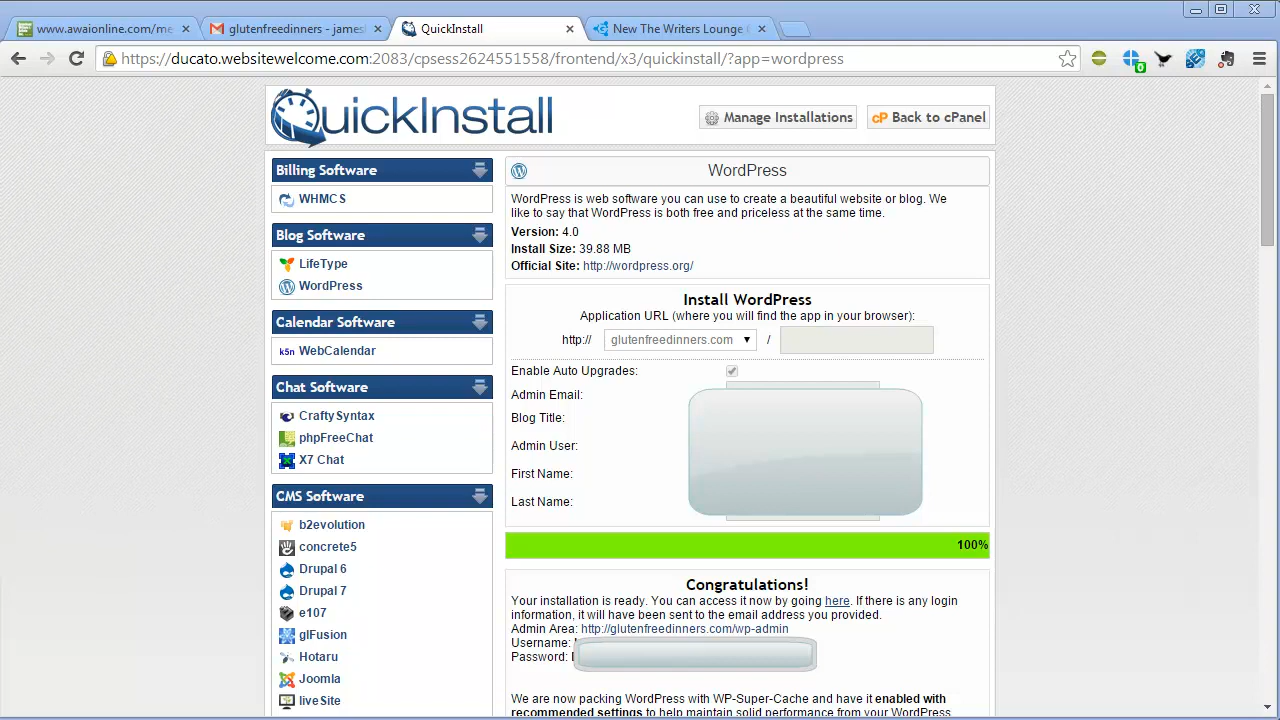 www.awaionline.com/me
glutenfreedinners - james
QuickInstall
New The Writers Lounge
https://ducato.websitewelcome.com:2083/cpsess2624551558/frontend/x3/quickinstall/?app=wordpress
0
QuickInstall
Manage Installations
cP Back to cPanel
Billing Software
WHMCS
Blog Software
LifeType
WordPress
Calendar Software
k5n WebCalendar
Chat Software
CraftySyntax
phpFreeChat
X7 Chat
CMS Software
b2evolution
concrete5
Drupal 6
Drupal 7
e107
glFusion
Hotaru
Joomla
liveSite
WordPress
WordPress is web software you can use to create a beautiful website or blog. We
like to say that WordPress is both free and priceless at the same time.
Version: 4.0
Install Size: 39.88 MB
Official Site: http://wordpress.org/
Install WordPress
Application URL (where you will find the app in your browser):
http:// glutenfreedinners.com /
Enable Auto Upgrades:
Admin Email:
Blog Title:
Admin User:
First Name:
Last Name:
100%
Congratulations!
Your installation is ready. You can access it now by going here. If there is any login
information, it will have been sent to the email address you provided.
Admin Area: http://glutenfreedinners.com/wp-admin
Username:
Password:
We are now packing WordPress with WP-Super-Cache and have it enabled with
recommended settings to help maintain solid performance from your WordPress